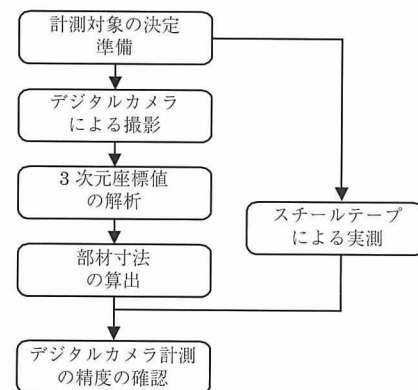 計測対象の決定
準備
デジタルカメラ
による撮影
3次元座標値
の解析
部材寸法
の算出
スチールテープ
による実測
デジタルカメラ計測
の精度の確認